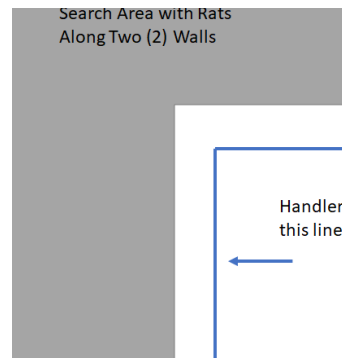 Search Area with Rats
Along Two (2) Walls
Handler
this line